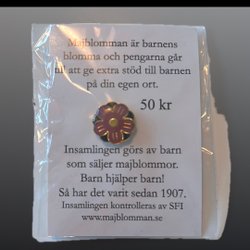 Majblomman är barnens
blomma och pengarna går
till att ge extra stöd till barnen
på din egen ort.
50 kr
Insamlingen görs av barn
som säljer majblommor.
Barn hjälper barn!
Så har det varit sedan 1907.
Insamlingen kontrolleras av SFI
www.majblomman.se